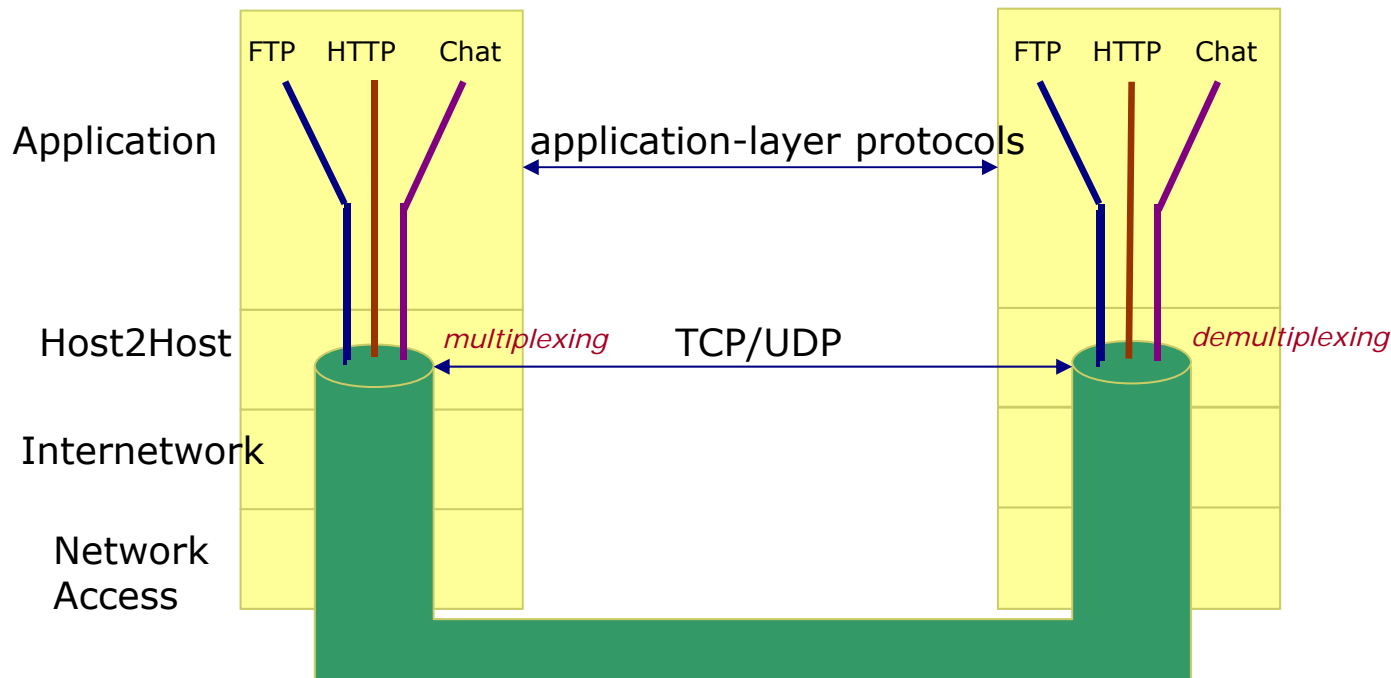 FTP HTTP Chat
FTP HTTP Chat
Application
application-layer protocols
Host2Host
multiplexing
TCP/UDP
demultiplexing
Internetwork
Network
Access